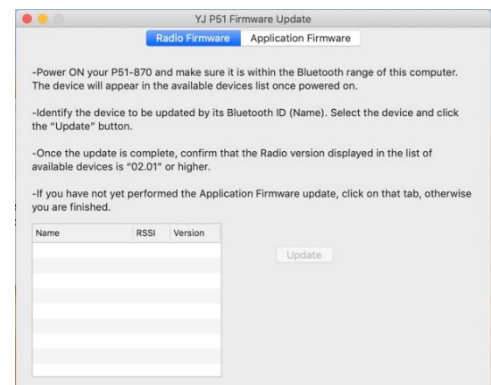 YJ P51 Firmware Update
Radio Firmware Application Firmware
-Power ON your P51-870 and make sure it is within the Bluetooth range of this computer.
The device will appear in the available devices list once powered on.
-Identify the device to be updated by its Bluetooth ID (Name). Select the device and click
the “Update” button.
-Once the update is complete, confirm that the Radio version displayed in the list of
available devices is “02.01” or higher.
-If you have not yet performed the Application Firmware update, click on that tab, otherwise
you are finished.
Name RSSI Version
Update